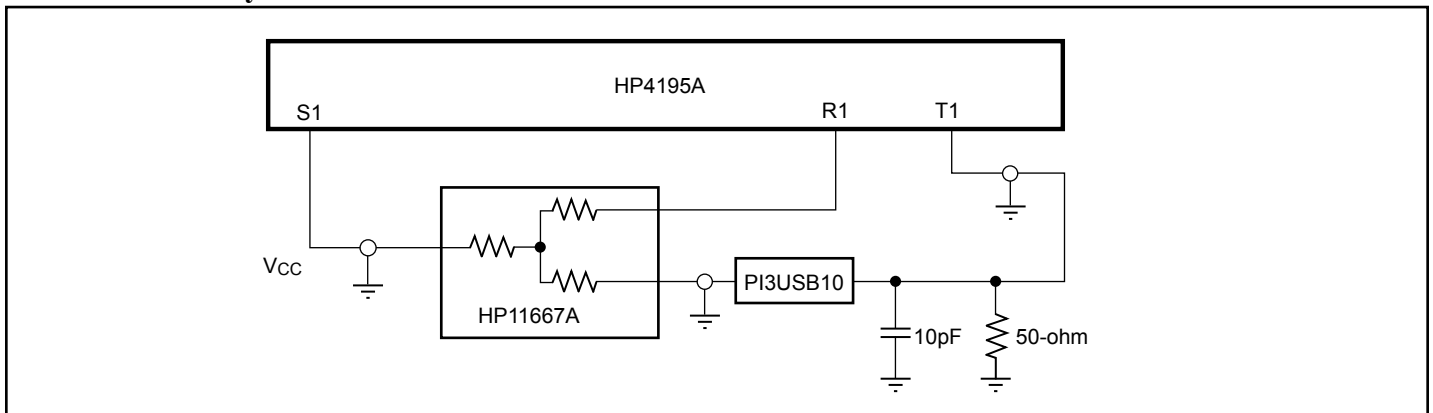 HP4195A
S1
R1
T1
VCC
HP11667A
PI3USB10
10pF
50-ohm